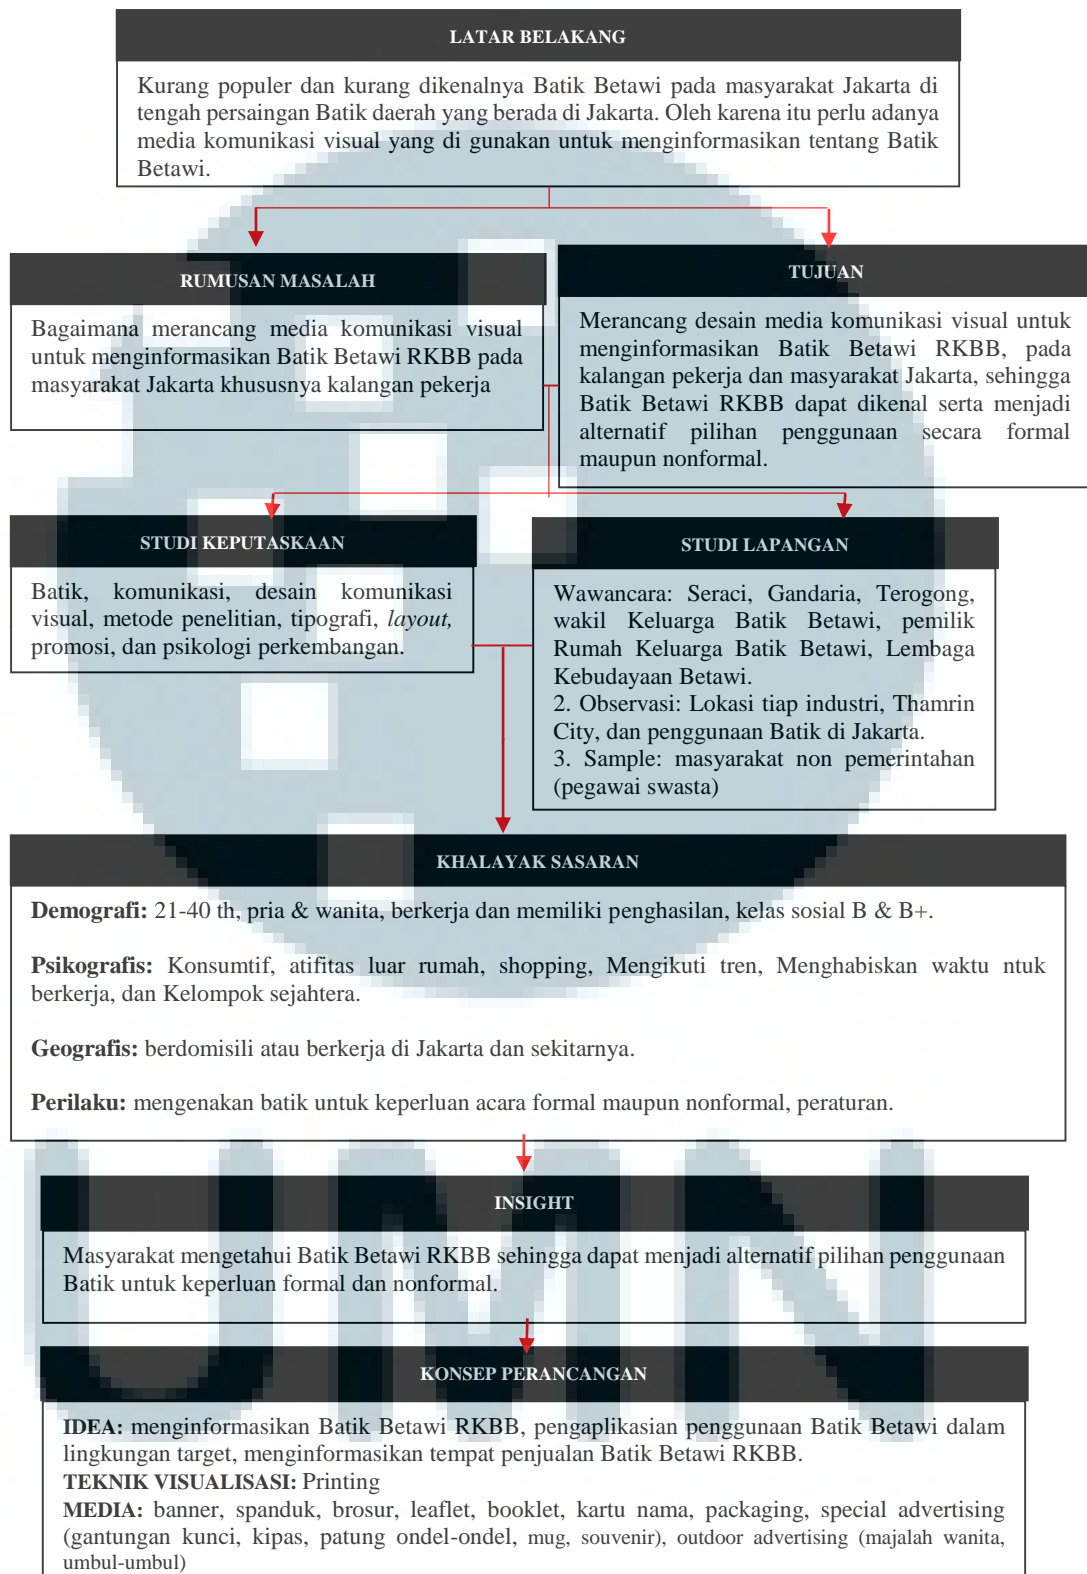 LATAR BELAKANG
Kurang populer dan kurang dikenalnya Batik Betawi pada masyarakat Jakarta di
tengah persaingan Batik daerah yang berada di Jakarta. Oleh karena itu perlu adanya
media komunikasi visual yang di gunakan untuk menginformasikan tentang Batik
Betawi.
RUMUSAN MASALAH
Bagaimana merancang media komunikasi visual
untuk menginformasikan Batik Betawi RKBB pada
masyarakat Jakarta khususnya kalangan pekerja
TUJUAN
Merancang desain media komunikasi visual untuk
menginformasikan Batik Betawi RKBB, pada
kalangan pekerja dan masyarakat Jakarta, sehingga
Batik Betawi RKBB dapat dikenal serta menjadi
alternatif pilihan penggunaan secara formal
maupun nonformal.
STUDI KEPUTASKAAN
Batik, komunikasi, desain komunikasi
visual, metode penelitian, tipografi, layout,
promosi, dan psikologi perkembangan.
STUDI LAPANGAN
Wawancara: Seraci, Gandaria, Terogong,
wakil Keluarga Batik Betawi, pemilik
Rumah Keluarga Batik Betawi, Lembaga
Kebudayaan Betawi.
2. Observasi: Lokasi tiap industri, Thamrin
City, dan penggunaan Batik di Jakarta.
3. Sample: masyarakat non pemerintahan
(pegawai swasta)
KHALAYAK SASARAN
Demografi: 21-40 th, pria & wanita, berkerja dan memiliki penghasilan, kelas sosial B & B+.
Psikografis: Konsumtif, atifitas luar rumah, shopping, Mengikuti tren, Menghabiskan waktu ntuk
berkerja, dan Kelompok sejahtera.
Geografis: berdomisili atau berkerja di Jakarta dan sekitarnya.
Perilaku: mengenakan batik untuk keperluan acara formal maupun nonformal, peraturan.
INSIGHT
Masyarakat mengetahui Batik Betawi RKBB sehingga dapat menjadi alternatif pilihan penggunaan
Batik untuk keperluan formal dan nonformal.
KONSEP PERANCANGAN
IDEA: menginformasikan Batik Betawi RKBB, pengaplikasian penggunaan Batik Betawi dalam
lingkungan target, menginformasikan tempat penjualan Batik Betawi RKBB.
TEKNIK VISUALISASI: Printing
MEDIA: banner, spanduk, brosur, leaflet, booklet, kartu nama, packaging, special advertising
(gantungan kunci, kipas, patung ondel-ondel, mug, souvenir), outdoor advertising (majalah wanita,
umbul-umbul)
UMN